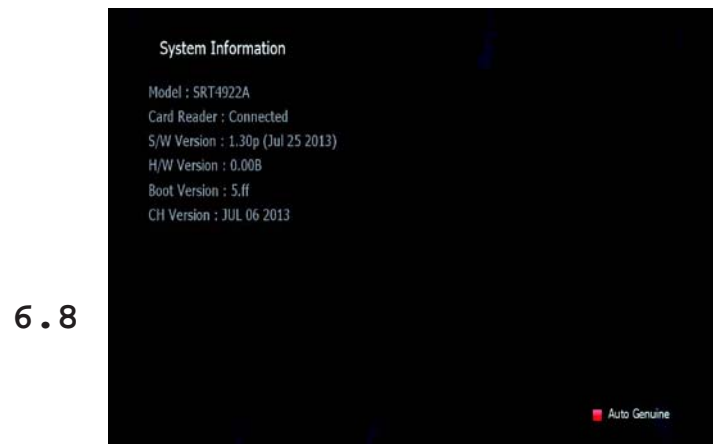 System Information
Model : SRT4922A
Card Reader : Connected
S/W Version : 1.30p (Jul 25 2013)
H/W Version : 0.00B
Boot Version : 5.ff
CH Version : JUL 06 2013
6.8
Auto Genuine